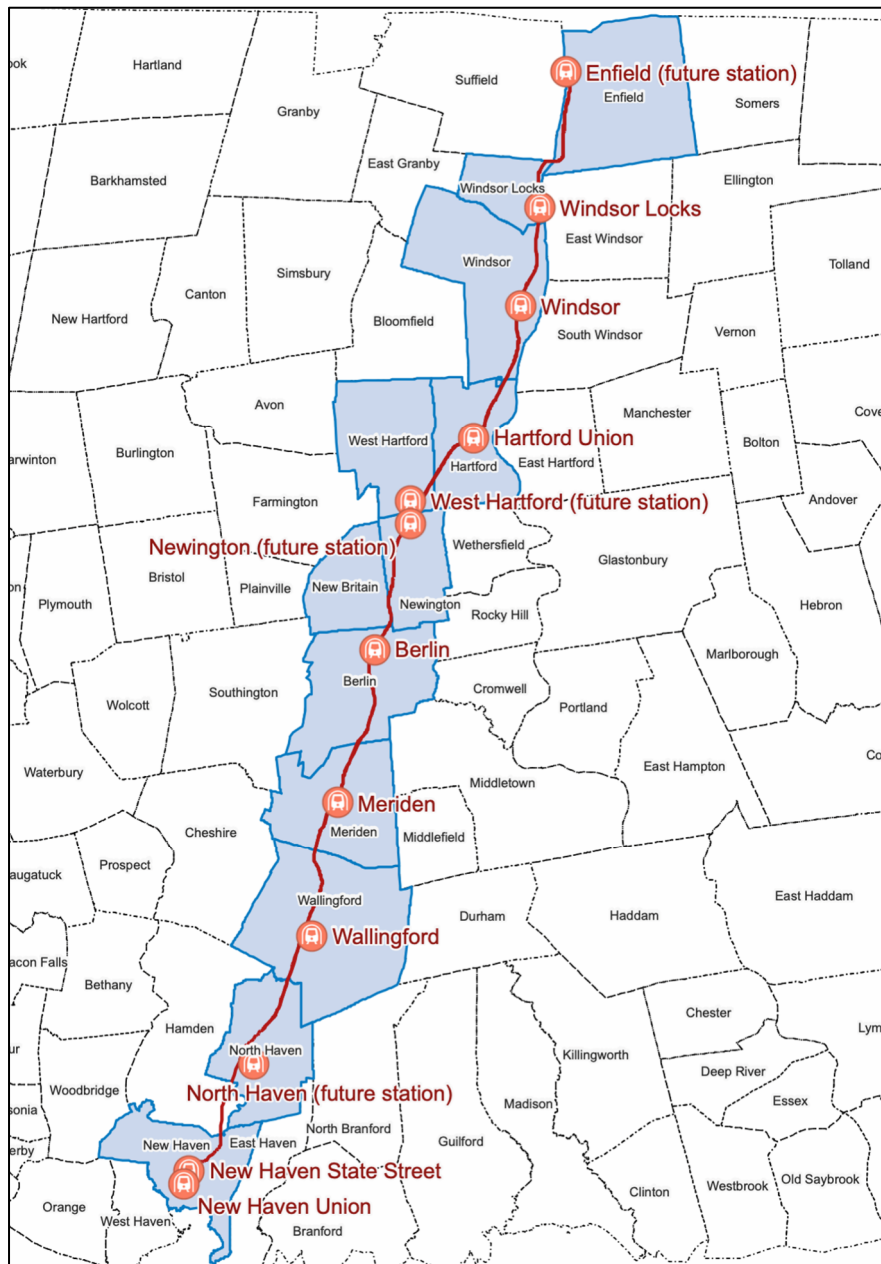 ook
Hartland
Suffield
Enfield (future station)
Enfield
Somers
Granby
East Granby
Barkhamsted
Windsor Locks
Ellington
Windsor Locks
East Windsor
Simsbury
Windsor
Tolland
Canton
Windsor
New Hartford
Bloomfield
South Windsor
Vernon
Avon
Manchester
West Hartford
Hartford Union
Cove
Burlington
Bolton
arwinton
Hartford
East Hartford
Farmington
West Hartford (future station)
Andover
Newington (future station)
Wethersfield
Glastonbury
Bristol
Plainville
New Britain
Plymouth
Newington
Hebron
Rocky Hill
Berlin
Marlborough
Berlin
Southington
Cromwell
Wolcott
Portland
Waterbury
East Hampton
Co
Middletown
Meriden
Cheshire
Meriden
Middlefield
Prospect
augatuck
East Haddam
Wallingford
Durham
Haddam
Wallingford
acon Falls
Bethany
Chester
Hamden
Lym
ur
North Haven
Killingworth
Deep River
Woodbridge
North Haven (future station)
Essex
sonia
Madison
North Branford
Guilford
erby
New Haven
East Haven
New Haven State Street
Clinton
Westbrook
Old Saybrook
Orange
New Haven Union
West Haven
Branford